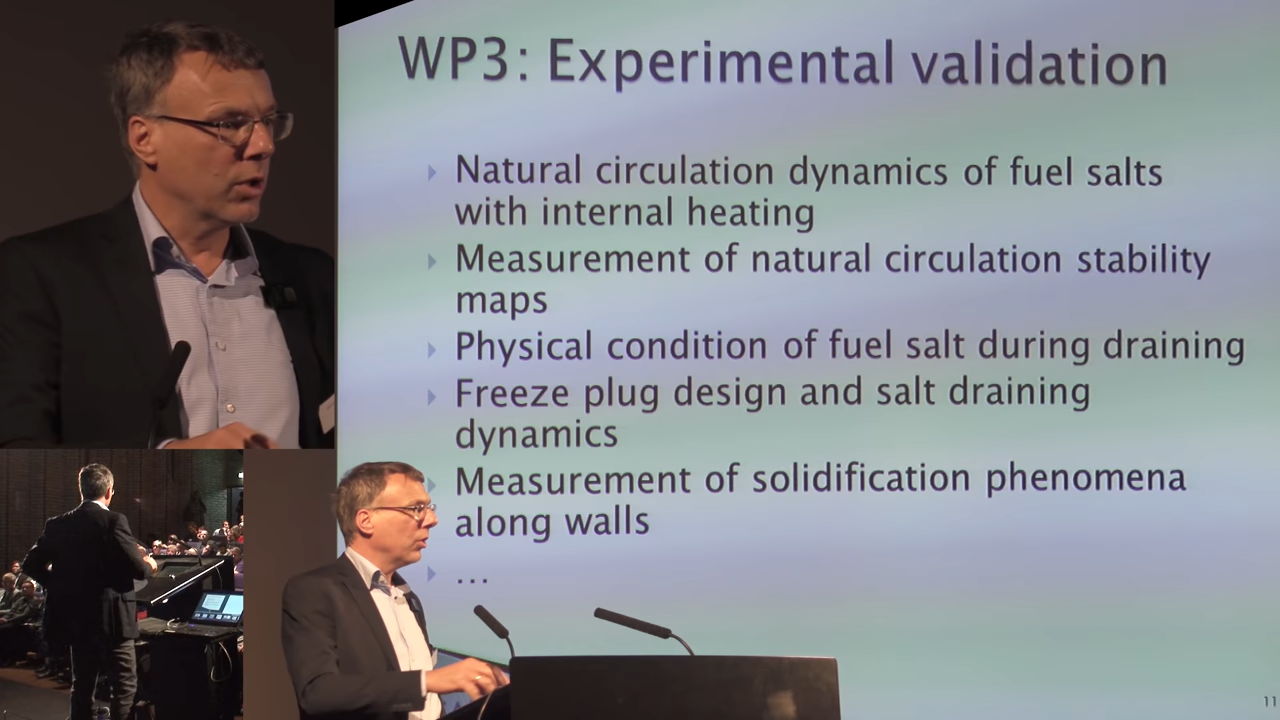 WP3: Experimental validation
Natural circulation dynamics of fuel salts
with internal heating
Measurement of natural circulation stability
maps
Physical condition of fuel salt during draining
Freeze plug design and salt draining
dynamics
Measurement of solidification phenomena
along walls
...
11